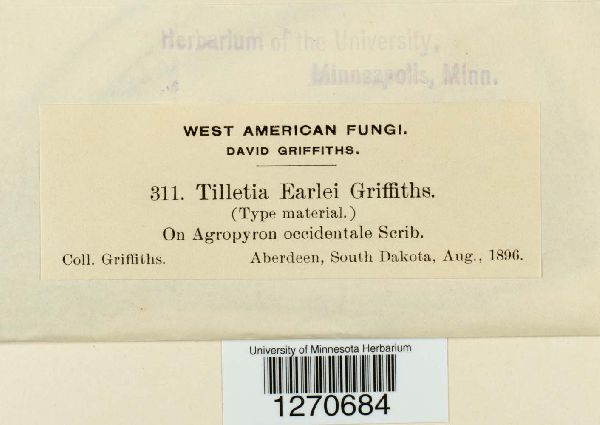 Herbarium of the University,
Minneapolis, Minn.
WEST AMERICAN FUNGI.
DAVID GRIFFITHS.
311. Tilletia Earlei Griffiths.
(Type material.)
On Agropyron occidentale Scrib.
Coll. Griffiths. Aberdeen, South Dakota, Aug., 1896.
University of Minnesota Herbarium
1270684